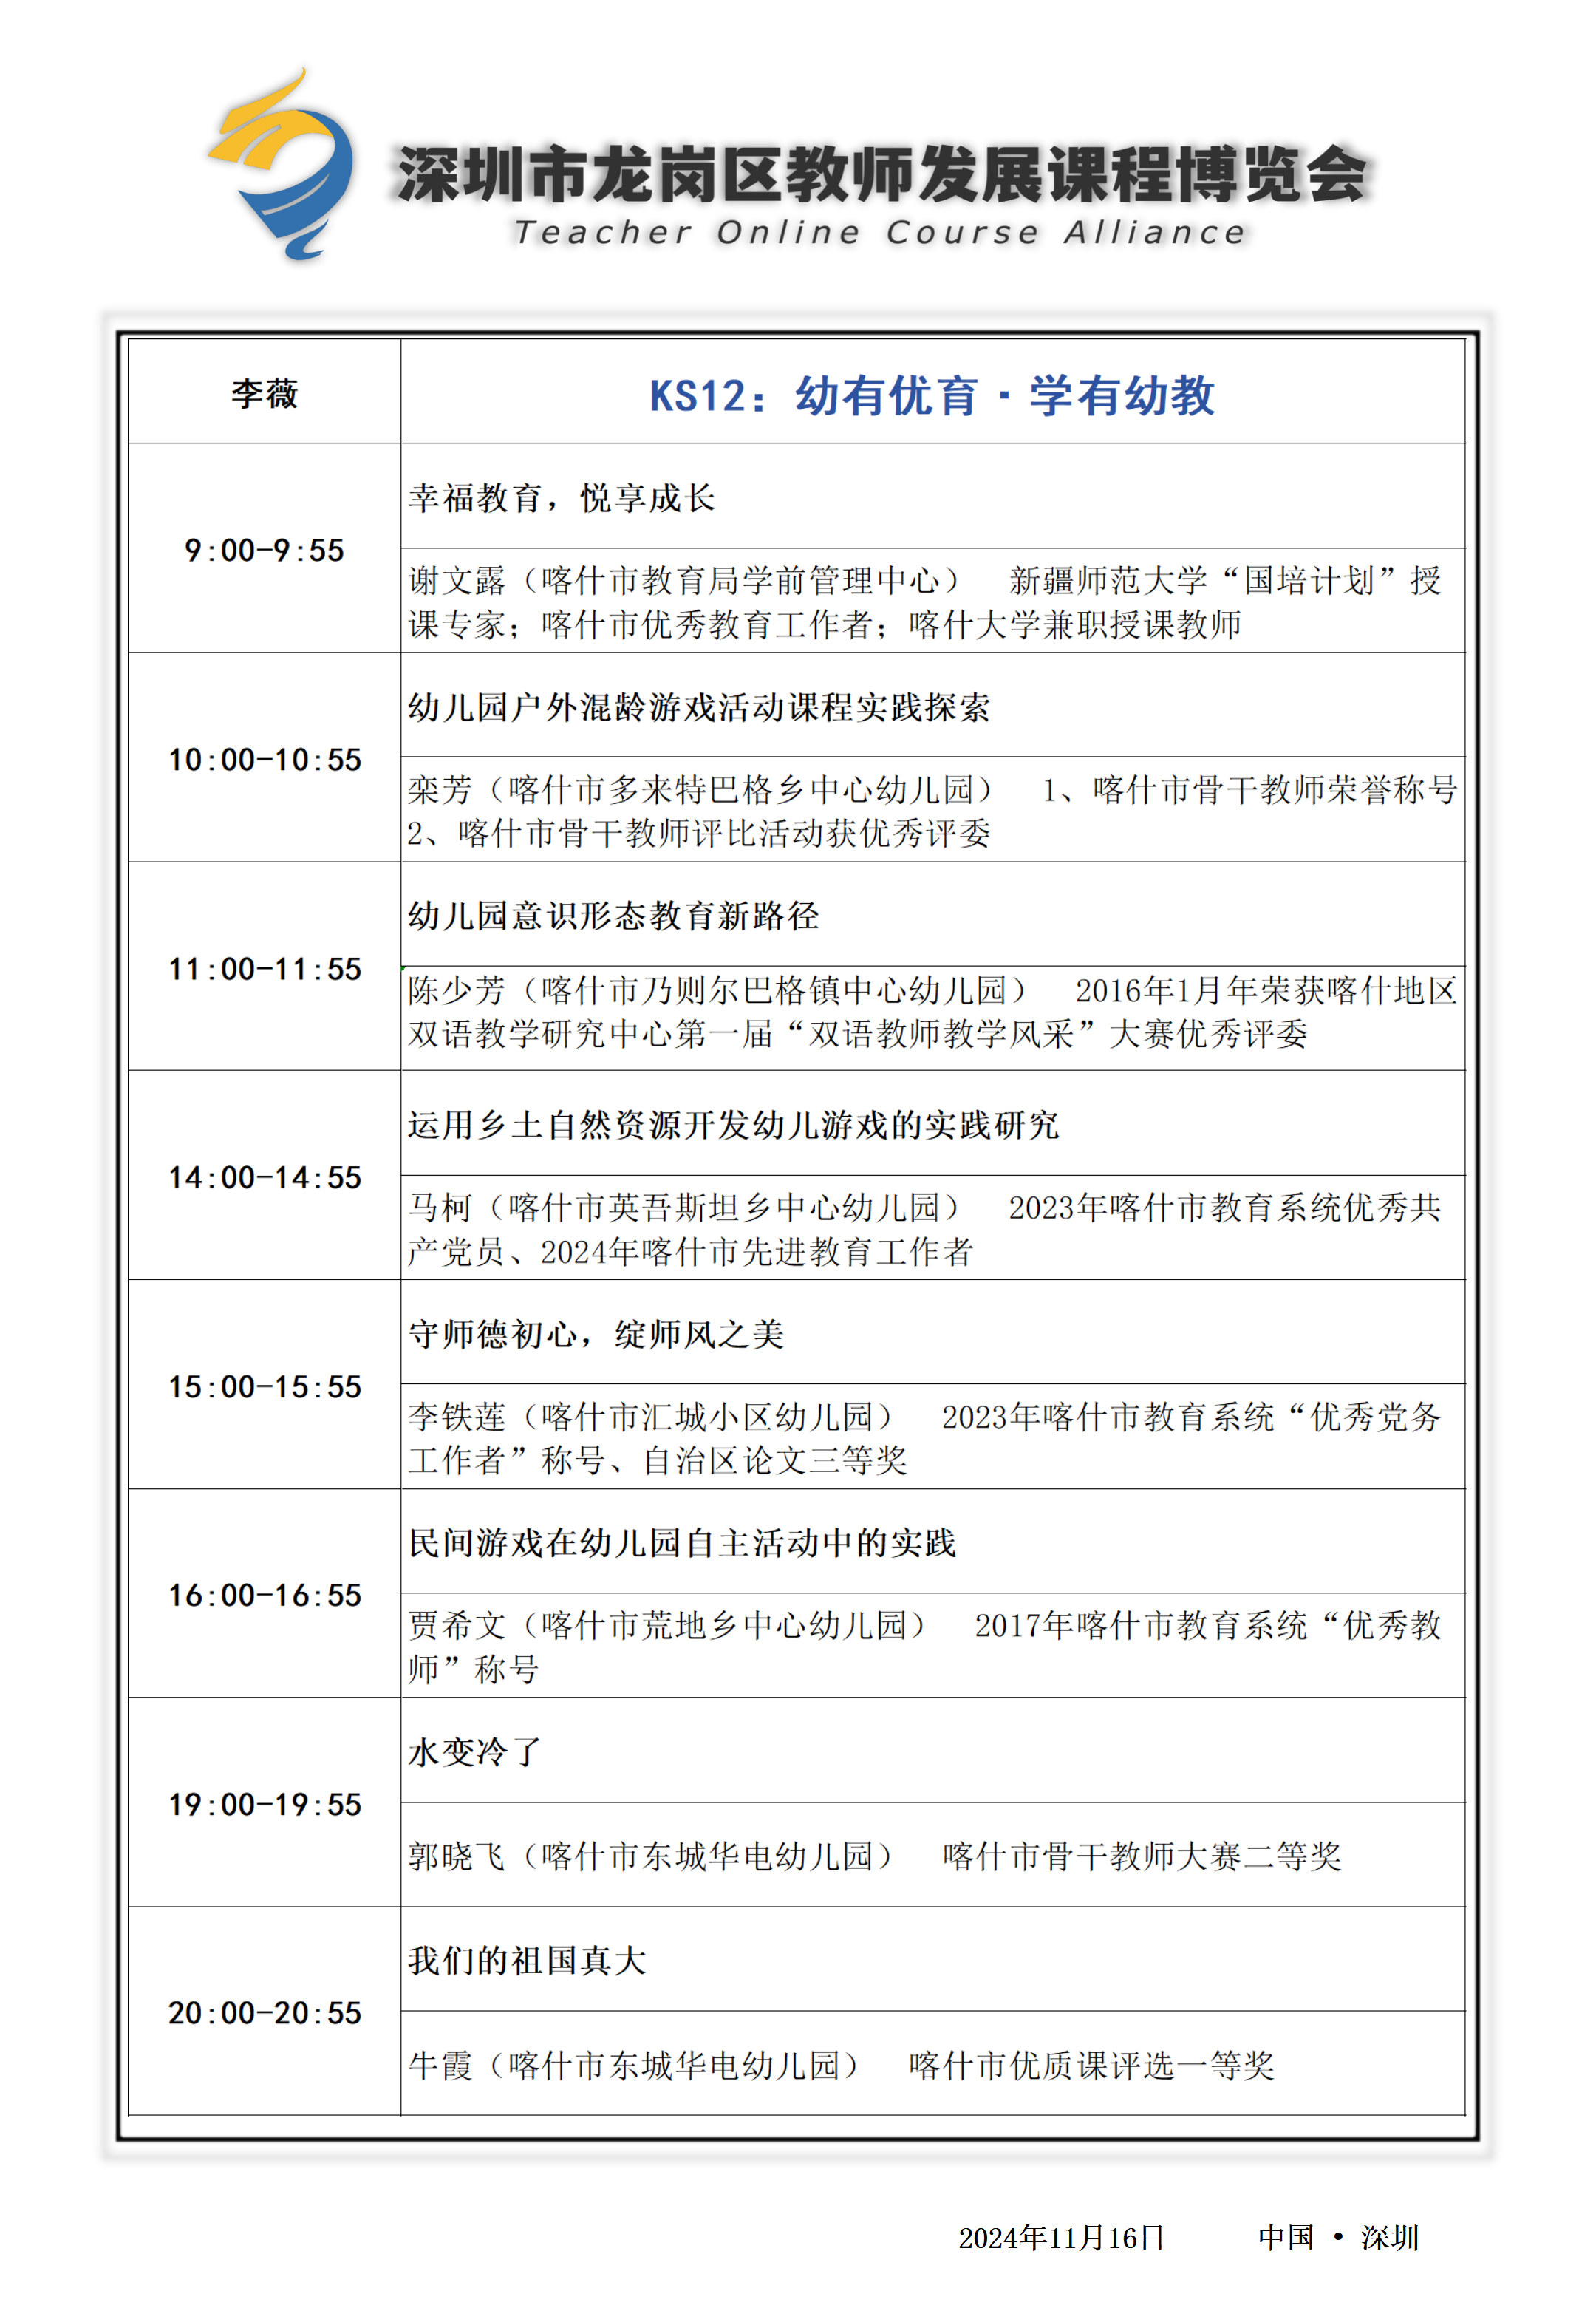 深圳市龙岗区教师发展课程博览会
Teacher Online Course Alliance
李薇
KS12：幼有优育·学有幼教
9:00-9:55
幸福教育，悦享成长
谢文露（喀什市教育局学前管理中心） 新疆师范大学“国培计划”授
课专家；喀什市优秀教育工作者；喀什大学兼职授课教师
10:00-10:55
幼儿园户外混龄游戏活动课程实践探索
栾芳（喀什市多来特巴格乡中心幼儿园） 1、喀什市骨干教师荣誉称号
2、喀什市骨干教师评比活动获优秀评委
11:00-11:55
幼儿园意识形态教育新路径
陈少芳（喀什市乃则尔巴格镇中心幼儿园） 2016年1月年荣获喀什地区
双语教学研究中心第一届“双语教师教学风采”大赛优秀评委
14:00-14:55
运用乡土自然资源开发幼儿游戏的实践研究
马柯（喀什市英吾斯坦乡中心幼儿园） 2023年喀什市教育系统优秀共
产党员、2024年喀什市先进教育工作者
15:00-15:55
守师德初心，绽师风之美
李铁莲（喀什市汇城小区幼儿园） 2023年喀什市教育系统“优秀党务
工作者”称号、自治区论文三等奖
16:00-16:55
民间游戏在幼儿园自主活动中的实践
贾希文（喀什市荒地乡中心幼儿园） 2017年喀什市教育系统“优秀教
师”称号
19:00-19:55
水变冷了
郭晓飞（喀什市东城华电幼儿园） 喀什市骨干教师大赛二等奖
20:00-20:55
我们的祖国真大
牛霞（喀什市东城华电幼儿园） 喀什市优质课评选一等奖
2024年11月16日 中国 • 深圳